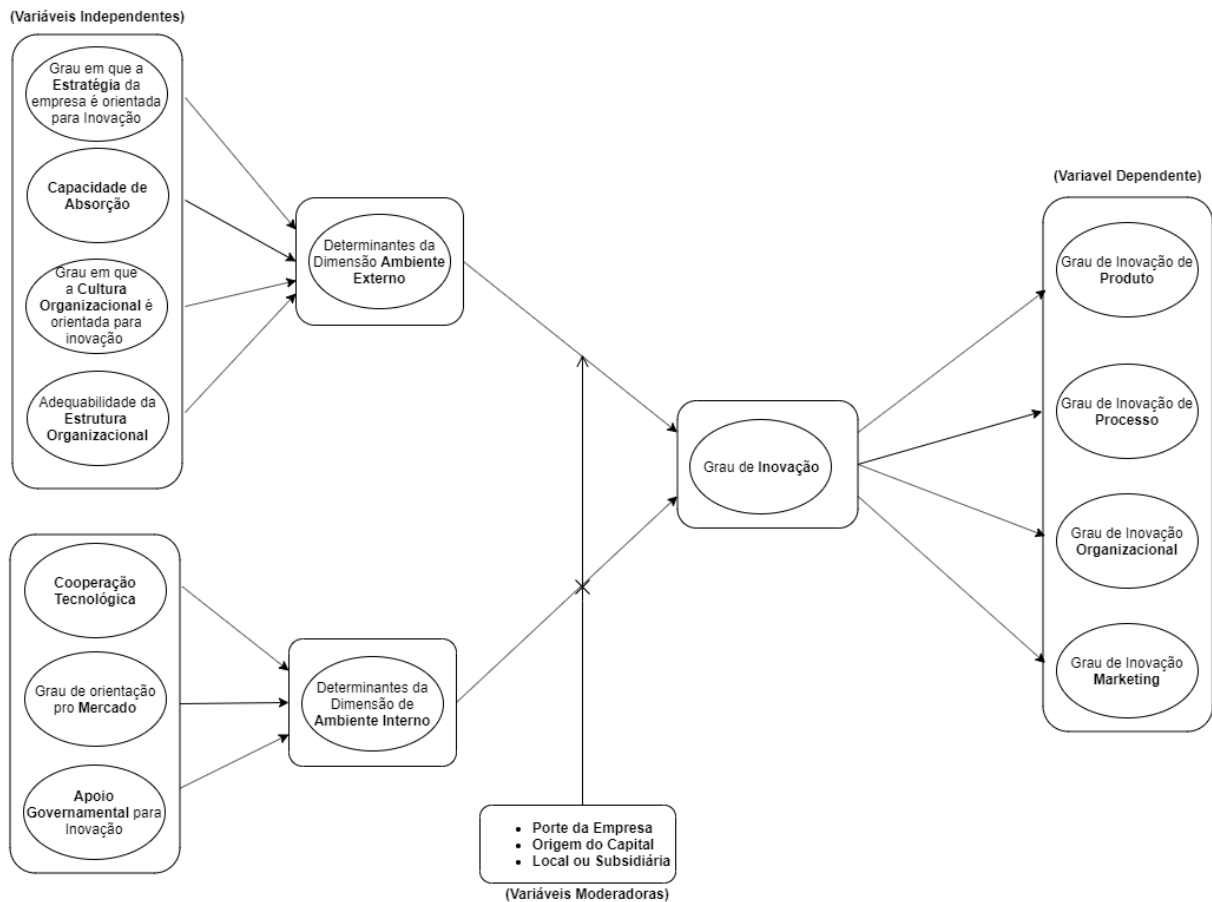 (Variáveis Independentes)
Grau em que a
Estratégia da
empresa é orientada
para Inovação
Capacidade de
Absorção
Grau em que
a Cultura
Organizacional é
orientada para
inovação
Adequabilidade da
Estrutura
Organizacional
Determinantes da
Dimensão Ambiente
Externo
Cooperação
Tecnológica
Grau de orientação
pro Mercado
Apoio
Governamental para
Inovação
Determinantes da
Dimensão de
Ambiente Interno
Porte da Empresa
Origem do Capital
Local ou Subsidiária
(Variáveis Moderadoras)
Grau de Inovação
(Variavel Dependente)
Grau de Inovação de
Produto
Grau de Inovação de
Processo
Grau de Inovação
Organizacional
Grau de Inovação
Marketing